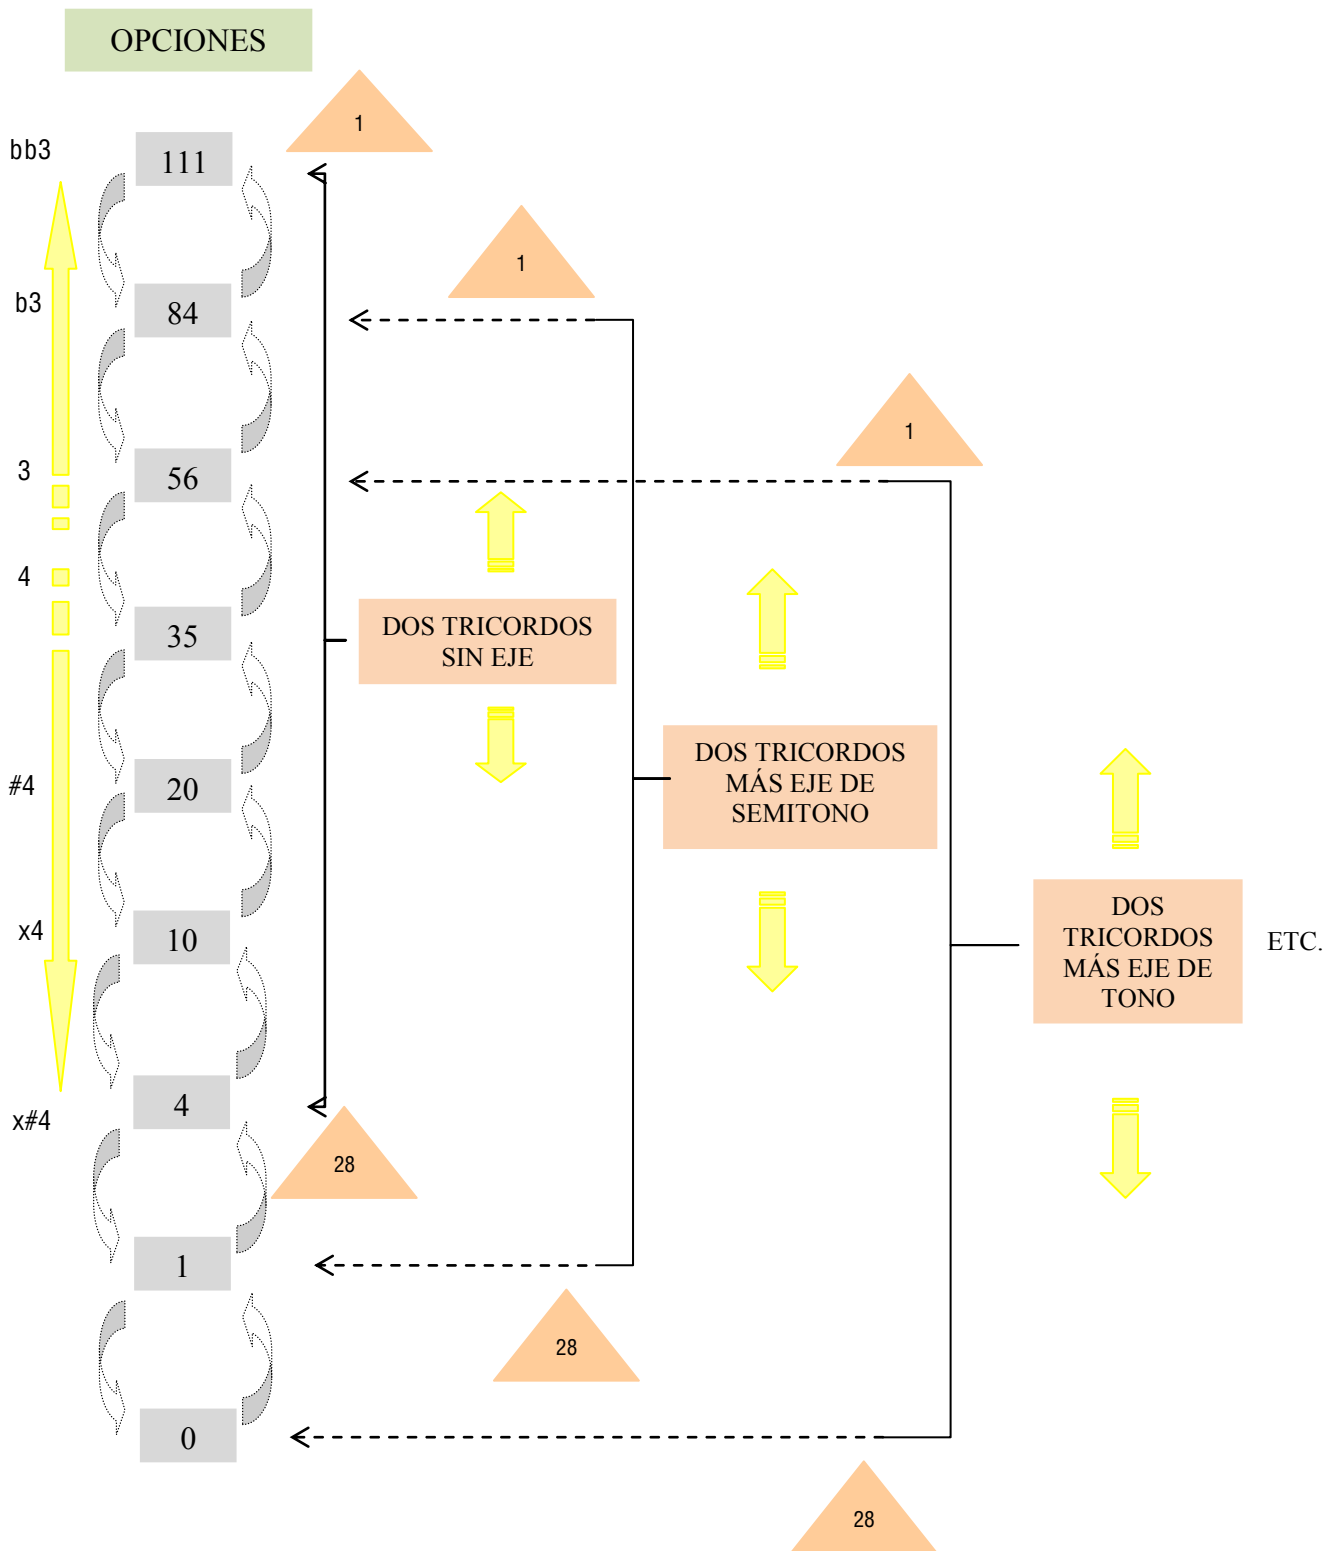 OPCIONES
1
bb3
111
1
b3
84
1
3
56
4
35
DOS TRICORDOS
SIN EJE
#4
20
DOS TRICORDOS
MÁS EJE DE
SEMITONO
x4
10
DOS
TRICORDOS
MÁS EJE DE
TONO
ETC.
x#4
4
28
1
28
0
28